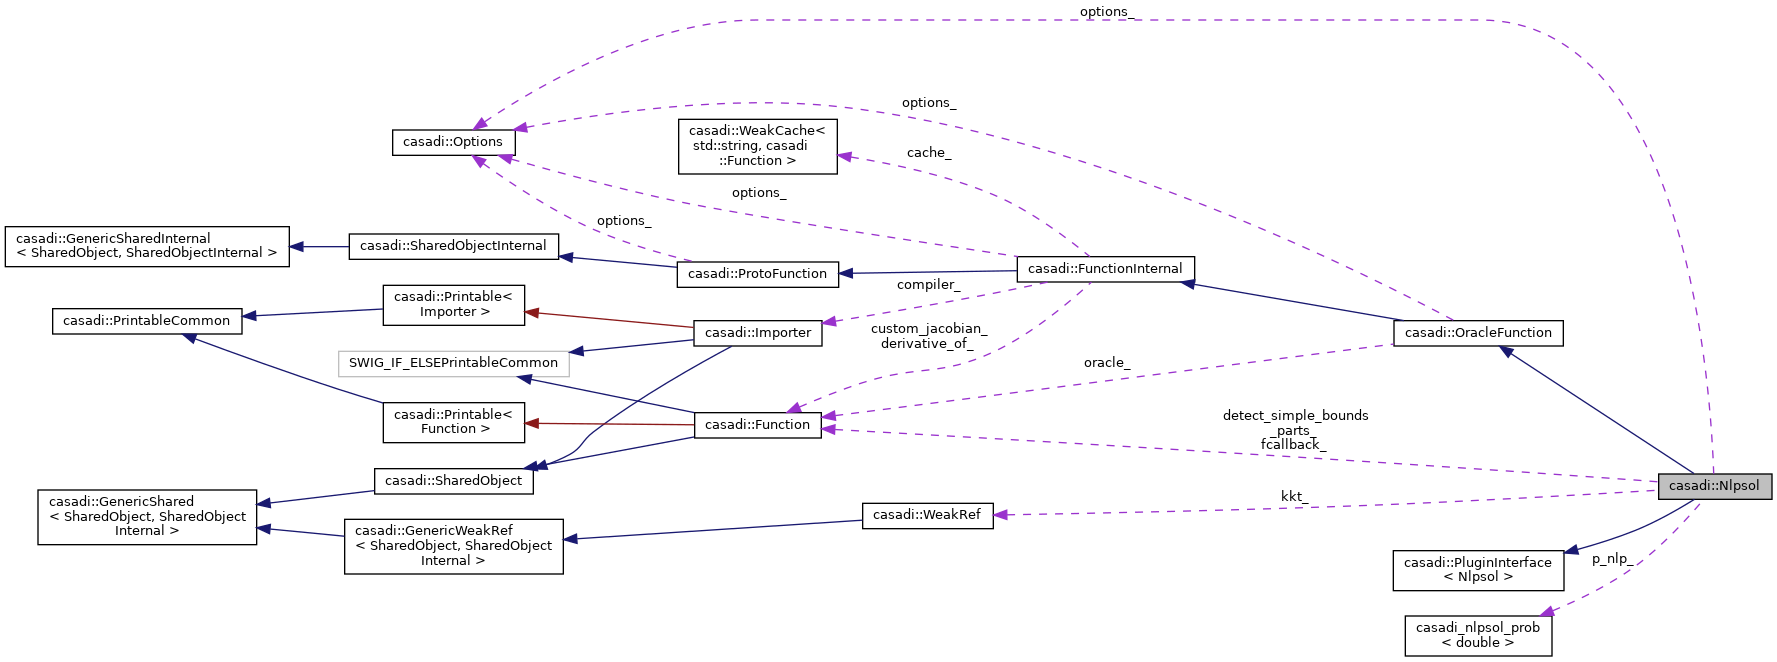 options_
options_
casadi::Options
casadi::WeakCache<
std::string, casadi
::Function >
cache_
options_
options_
casadi::GenericSharedInternal
< SharedObject, SharedObjectInternal >
casadi::SharedObjectInternal
casadi::ProtoFunction
casadi::FunctionInternal
compiler_
casadi::Printable<
Importer >
casadi::PrintableCommon
casadi::Importer
custom_jacobian_
derivative_of_
casadi::OracleFunction
SWIG_IF_ELSEPrintableCommon
oracle_
casadi::Printable<
Function >
casadi::Function
detect_simple_bounds
_parts_
fcallback_
casadi::SharedObject
casadi::Nlpsol
kkt_
casadi::GenericShared
< SharedObject, SharedObject
Internal >
casadi::GenericWeakRef
< SharedObject, SharedObject
Internal >
casadi::WeakRef
casadi::PluginInterface
< Nlpsol >
p_nlp_
casadi_nlpsol_prob
< double >